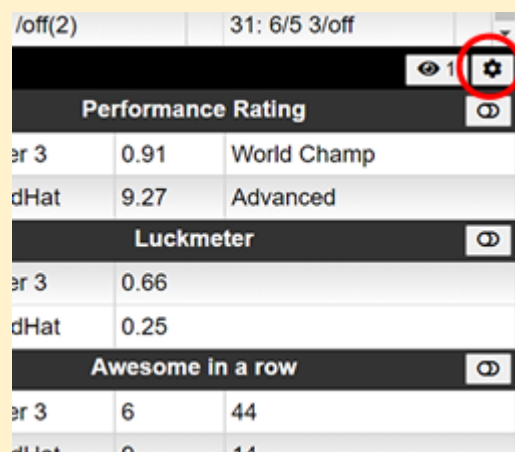 /off(2) 31: 6/5 3/off
1
Performance Rating
er 3 0.91 World Champ
dHat 9.27 Advanced
Luckmeter
er 3 0.66
dHat 0.25
Awesome in a row
er 3 6 44